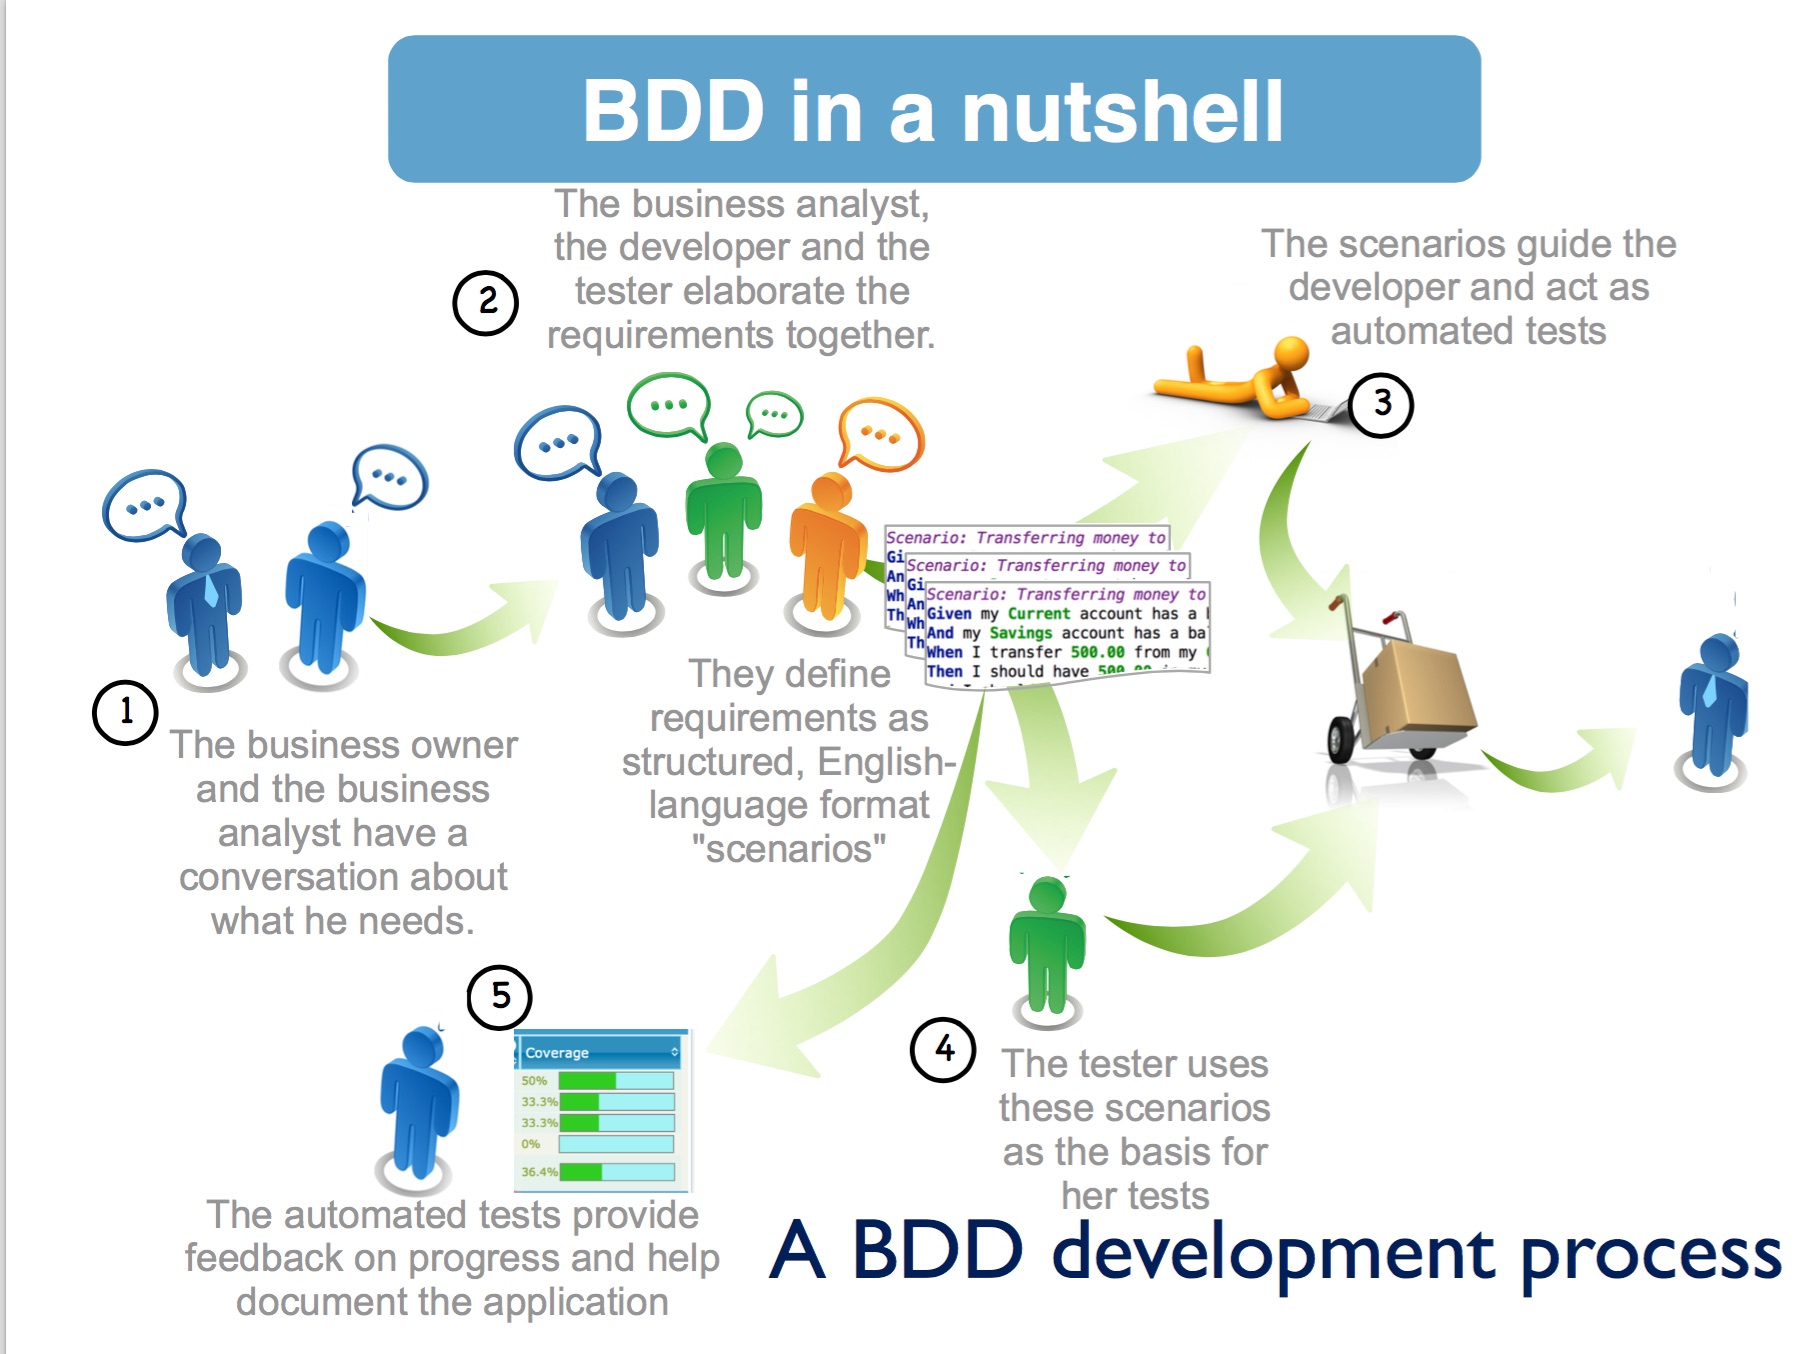 BDD in a nutshell
The business analyst,
the developer and the
tester elaborate the
requirements together.
2
The scenarios guide the
developer and act as
automated tests
3
1
The business owner
and the business
analyst have a
conversation about
what he needs.
They define
requirements as
structured, English-
language format
"scenarios"
Scenario: Transferring money to
Gi
An
Wh
Th
Scenario: Transferring money to
Gi
An
Wh
Th
Scenario: Transferring money to
Given my Current account has a
And my Savings account has a ba
When I transfer 500.00 from my
Then I should have 500.00
4
The tester uses
these scenarios
as the basis for
her tests
5
Coverage
50%
33.3%
33.3%
0%
36.4%
The automated tests provide
feedback on progress and help
document the application
A BDD development process